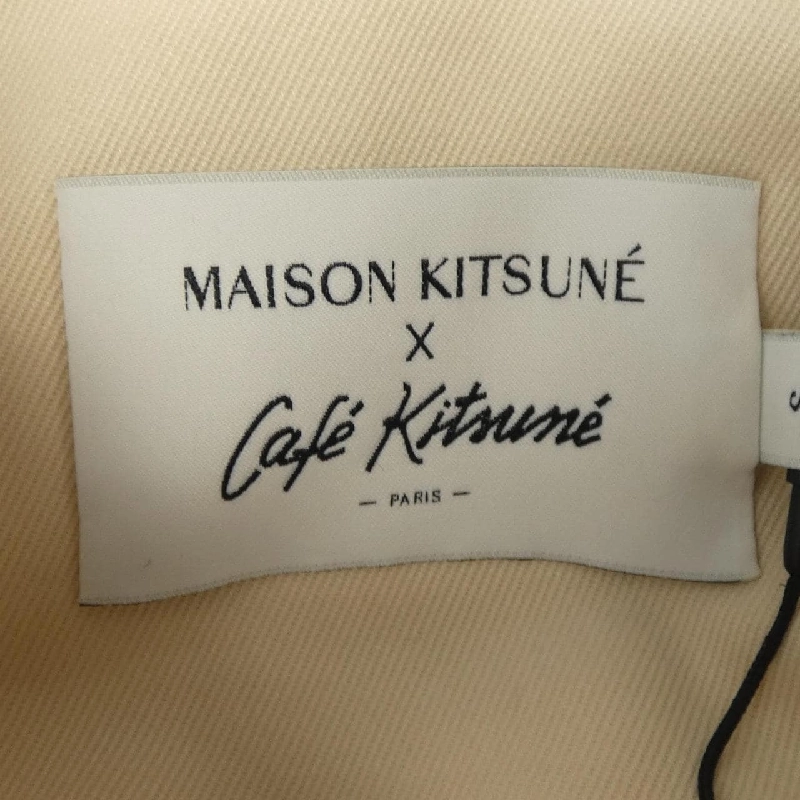 MAISON KITSUNÉ
X
Café Kitsuné
— PARIS —
S